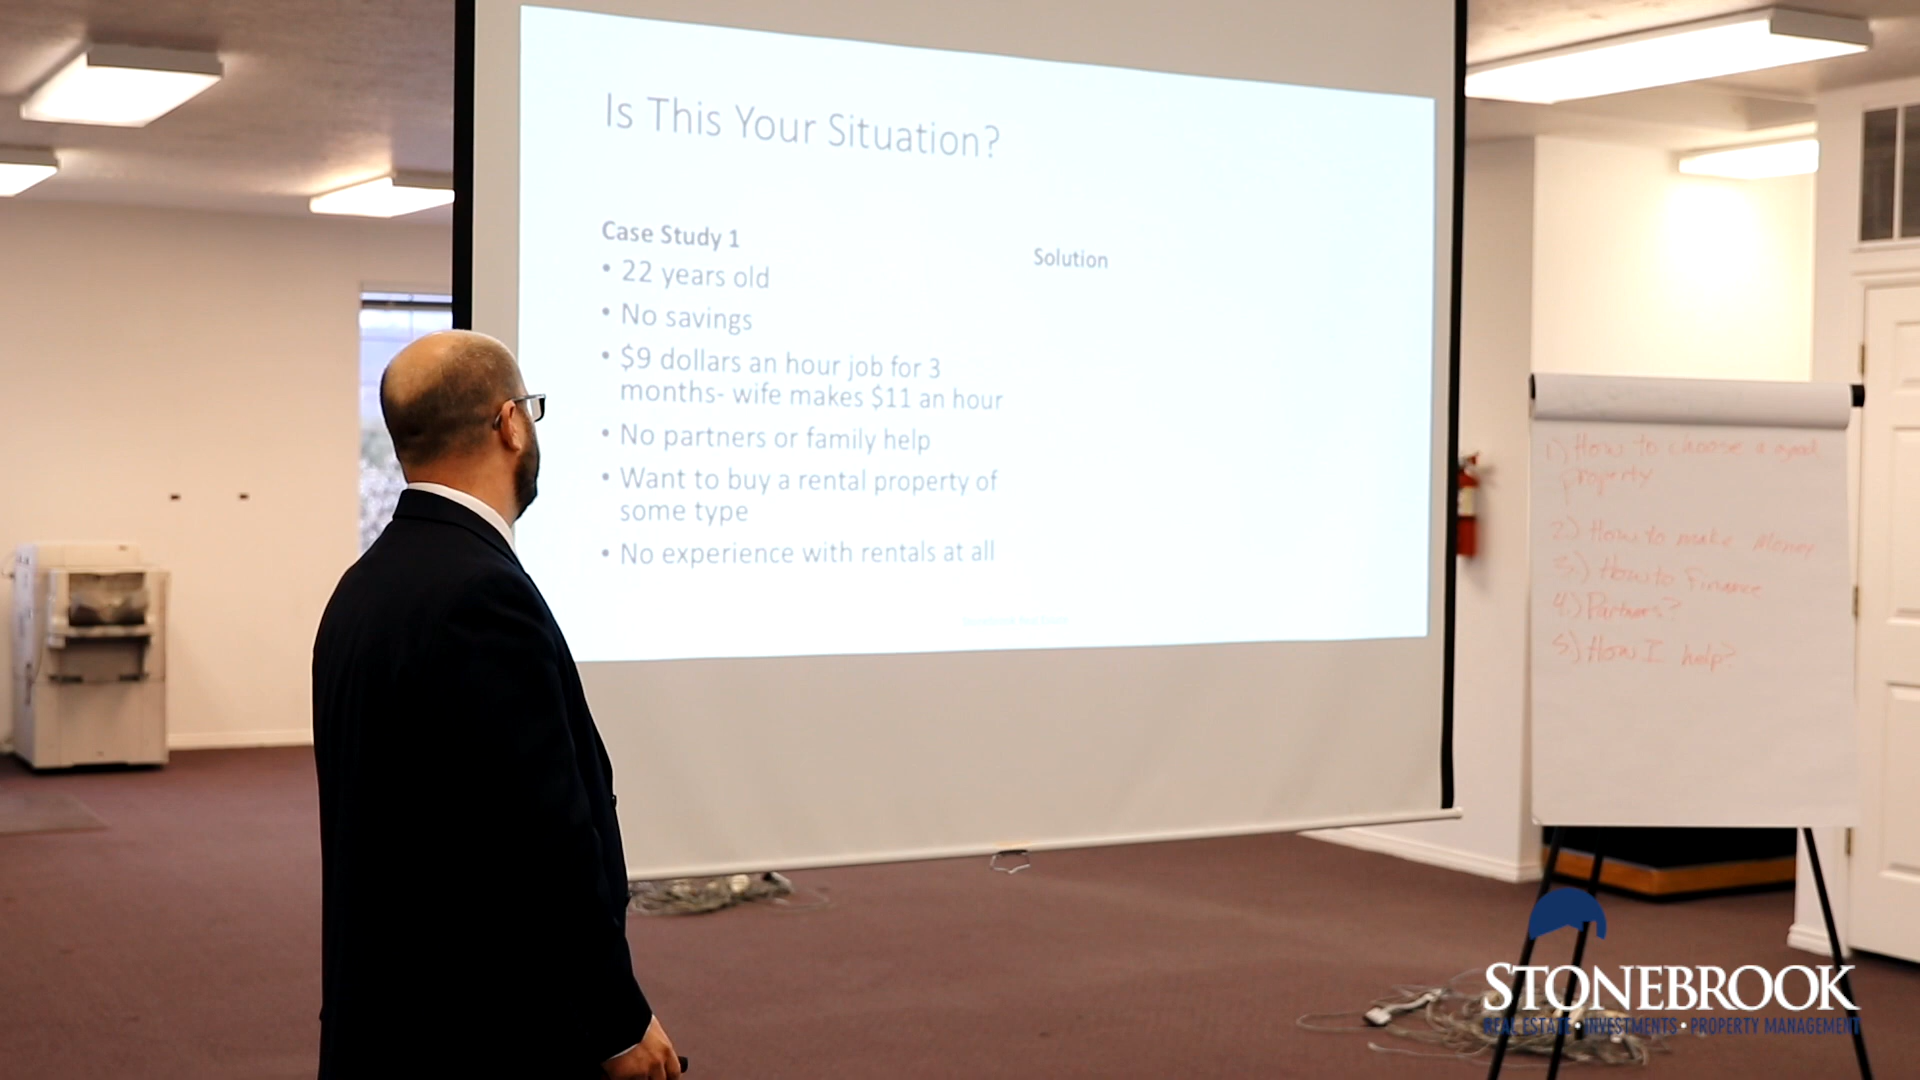 Is This Your Situation?
Case Study 1
• 22 years old
• No savings
• $9 dollars an hour job for 3
months- wife makes $11 an hour
• No partners or family help
• Want to buy a rental property of
some type
• No experience with rentals at all
Solution
1) How to choose a good
property
2.) How to make Money
3.) How to Finance
4.) Partners?
5) How I help?
STONEBROOK
REAL ESTATE • INVESTMENTS • PROPERTY MANAGEMENT